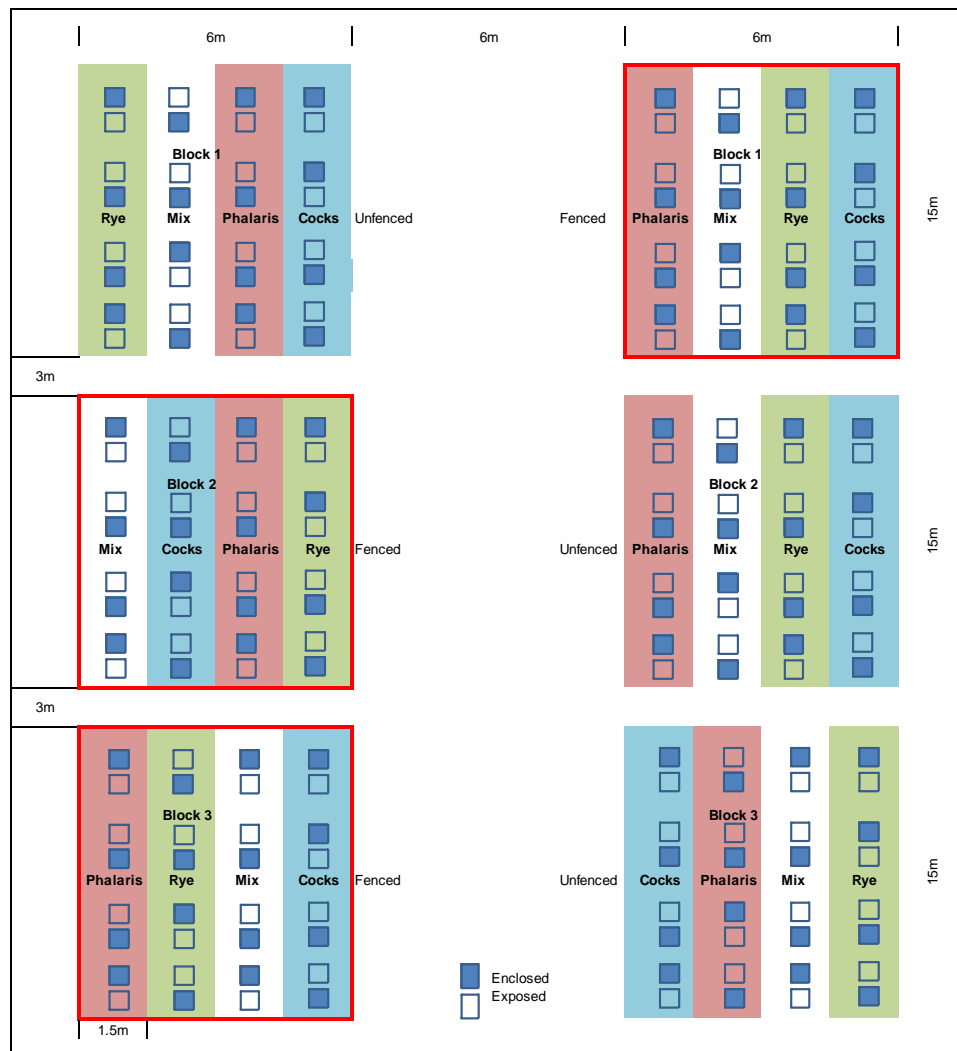 6m 6m 6m
Block 1 Block 1
Rye Mix Phalaris Cocks Unfenced Fenced Phalaris Mix Rye Cocks 15m
3m
Block 2 Block 2
Mix Cocks Phalaris Rye Fenced Unfenced Phalaris Mix Rye Cocks 15m
3m
Block 3 Block 3
Phalaris Rye Mix Cocks Fenced Unfenced Cocks Phalaris Mix Rye 15m
Enclosed
Exposed
1.5m